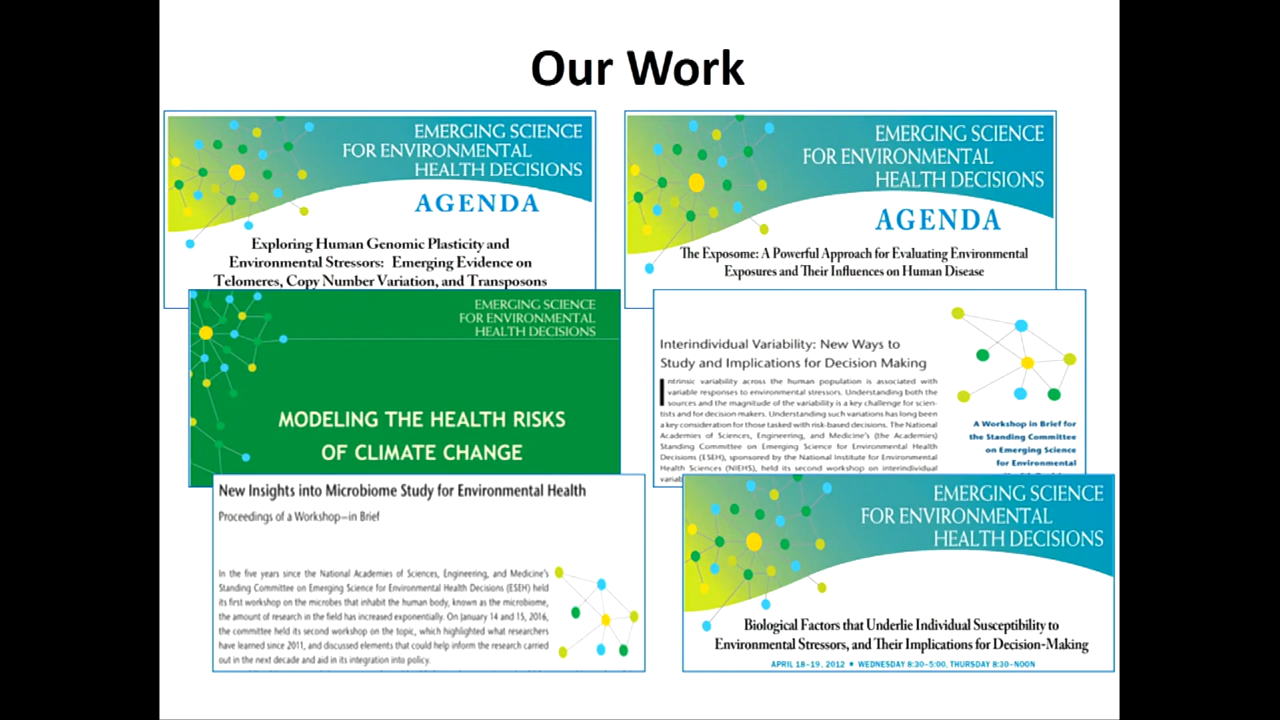 Our Work
EMERGING SCIENCE
FOR ENVIRONMENTAL
HEALTH DECISIONS
AGENDA
Exploring Human Genomic Plasticity and
Environmental Stressors: Emerging Evidence on
Telomeres, Copy Number Variation, and Transposons
EMERGING SCIENCE
FOR ENVIRONMENTAL
HEALTH DECISIONS
AGENDA
The Exposome: A Powerful Approach for Evaluating Environmental
Exposures and Their Influences on Human Disease
EMERGING SCIENCE
FOR ENVIRONMENTAL
HEALTH DECISIONS
MODELING THE HEALTH RISKS
OF CLIMATE CHANGE
Interindividual Variability: New Ways to
Study and Implications for Decision Making
Intrinsic variability across the human population is associated with
variable responses to environmental stressors. Understanding both the
sources and the magnitude of the variability is a key challenge for scien-
tists and for decision makers. Understanding such variations has long been
a key consideration for those tasked with risk-based decisions. The National
Academies of Sciences, Engineering, and Medicine's (the Academies)
Standing Committee on Emerging Science for Environmental Health
Decisions (ESEH), sponsored by the National Institute for Environmental
Health Sciences (NIEHS), held its second workshop on interindividual
A Workshop in Brief for
the Standing Committee
on Emerging Science
for Environmental
New Insights into Microbiome Study for Environmental Health
Proceedings of a Workshop—in Brief
In the five years since the National Academies of Sciences, Engineering, and Medicine's
Standing Committee on Emerging Science for Environmental Health Decisions (ESEH) held
its first workshop on the microbes that inhabit the human body, known as the microbiome,
the amount of research in the field has increased exponentially. On January 14 and 15, 2016,
the committee held its second workshop on the topic, which highlighted what researchers
have learned since 2011, and discussed elements that could help inform the research carried
out in the next decade and aid in its integration into policy.
EMERGING SCIENCE
FOR ENVIRONMENTAL
HEALTH DECISIONS
Biological Factors that Underlie Individual Susceptibility to
Environmental Stressors, and Their Implications for Decision-Making
APRIL 18–19, 2012 • WEDNESDAY 8:30–5:00, THURSDAY 8:30–NOON